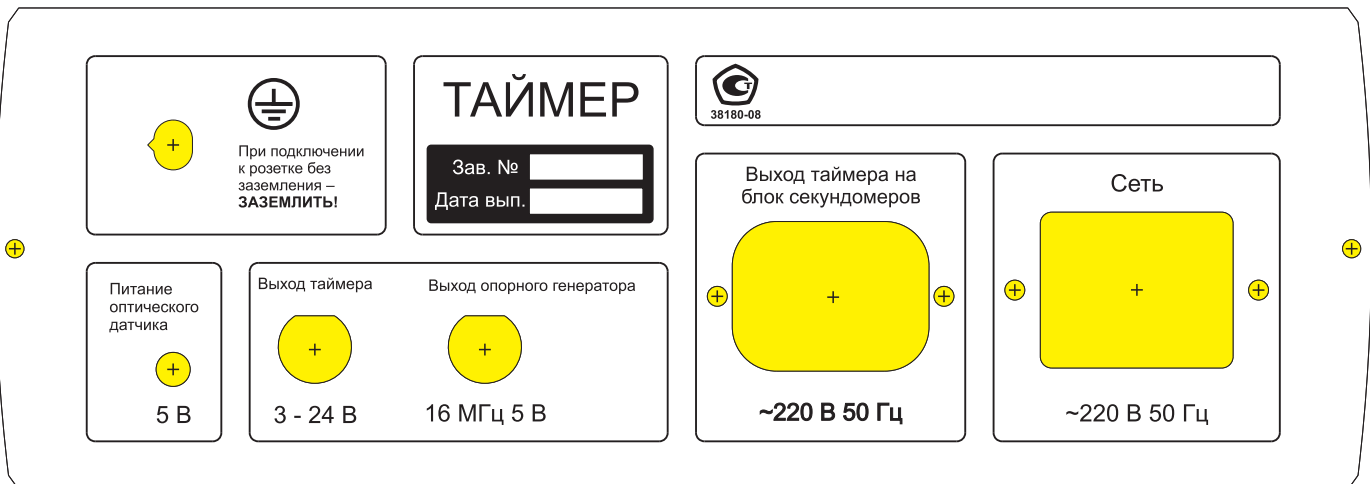 При подключении
к розетке без
заземления –
ЗАЗЕМЛИТЬ!
ТАЙМЕР
Зав. №
Дата вып.
СТ
38180-08
Питание
оптического
датчика
5 В
Выход таймера
3 - 24 В
Выход опорного генератора
16 МГц 5 В
Выход таймера на
блок секундомеров
~220 В 50 Гц
Сеть
~220 В 50 Гц